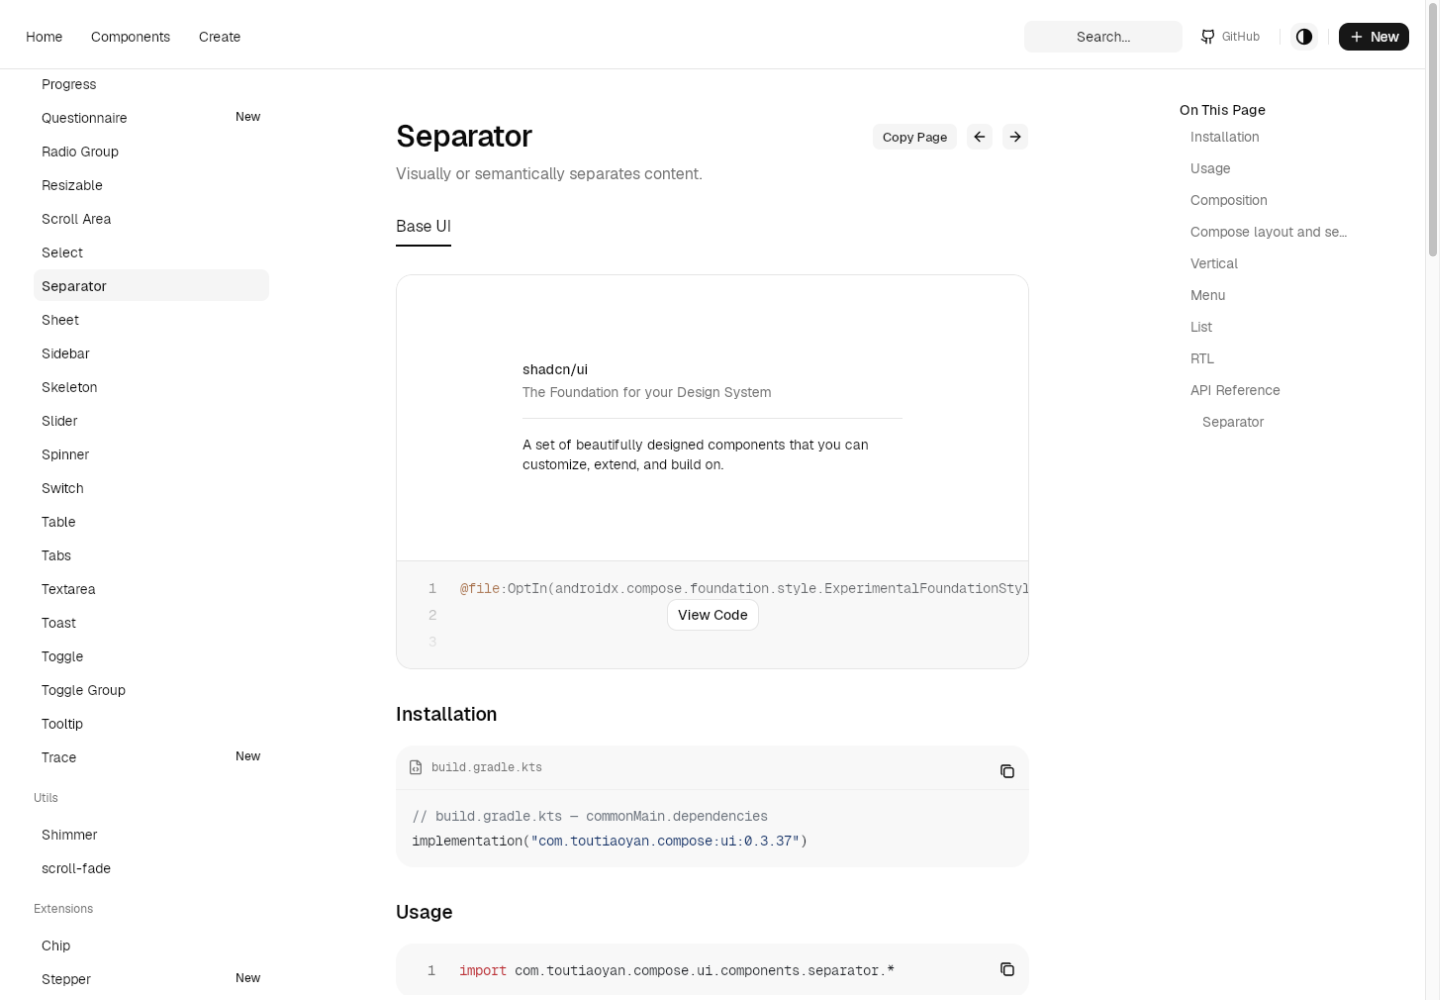 Home
Components
Create
Search...
GitHub
New
Progress
Questionnaire New
Radio Group
Resizable
Scroll Area
Select
Separator
Sheet
Sidebar
Skeleton
Slider
Spinner
Switch
Table
Tabs
Textarea
Toast
Toggle
Toggle Group
Tooltip
Trace New
Utils
Shimmer
scroll-fade
Extensions
Chip
Stepper New
Separator
Copy Page
Visually or semantically separates content.
Base UI
shadcn/ui
The Foundation for your Design System
A set of beautifully designed components that you can
customize, extend, and build on.
1 @file:OptIn(androidx.compose.foundation.style.ExperimentalFoundationStyl
2
View Code
3
Installation
build.gradle.kts
// build.gradle.kts — commonMain.dependencies
implementation("com.toutiaoyan.compose:ui:0.3.37")
Usage
1 import com.toutiaoyan.compose.ui.components.separator.*
On This Page
Installation
Usage
Composition
Compose layout and se…
Vertical
Menu
List
RTL
API Reference
Separator